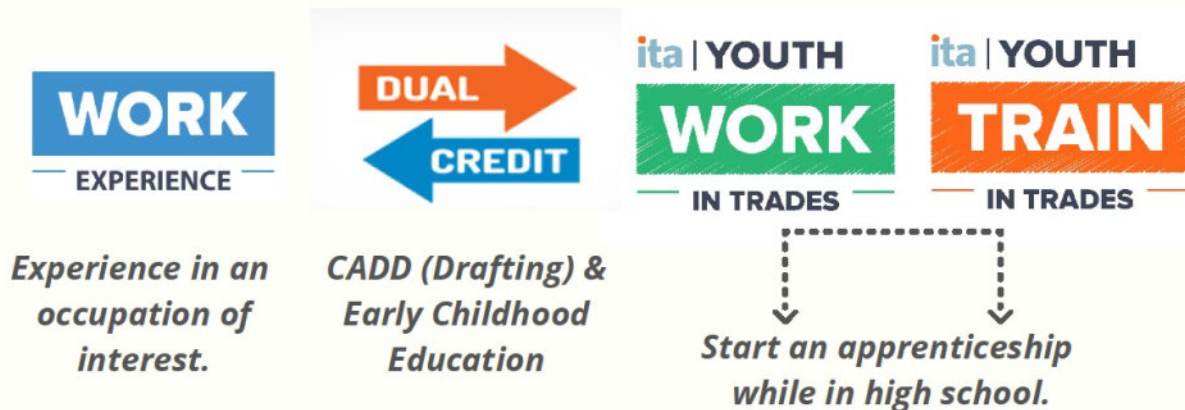 WORK
EXPERIENCE
Experience in an
occupation of
interest.
DUAL
CREDIT
CADD (Drafting) &
Early Childhood
Education
ita | YOUTH
WORK
IN TRADES
ita | YOUTH
TRAIN
IN TRADES
Start an apprenticeship
while in high school.